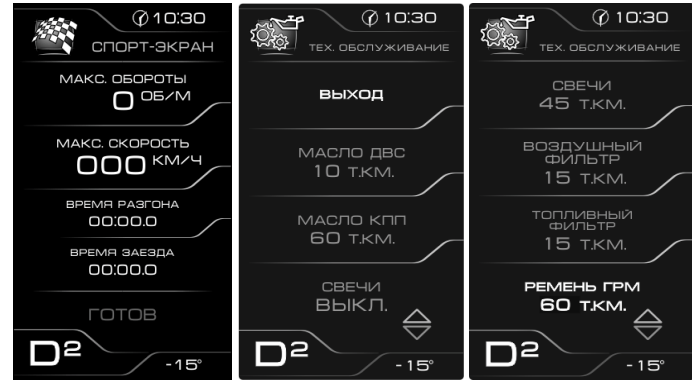 10:30
СПОРТ-ЭКРАН
МАКС. ОБОРОТЫ
0 ОБ/М
МАКС. СКОРОСТЬ
000 КМ/Ч
ВРЕМЯ РАЗГОНА
00:00.0
ВРЕМЯ ЗАЕЗДА
00:00.0
ГОТОВ
D2
-15°
10:30
ТЕХ. ОБСЛУЖИВАНИЕ
ВЫХОД
МАСЛО ДВС
10 Т.КМ.
МАСЛО КПП
60 Т.КМ.
СВЕЧИ
ВЫКЛ.
D2
-15°
10:30
ТЕХ. ОБСЛУЖИВАНИЕ
СВЕЧИ
45 Т.КМ.
ВОЗДУШНЫЙ
ФИЛЬТР
15 Т.КМ.
ТОПЛИВНЫЙ
ФИЛЬТР
15 Т.КМ.
РЕМЕНЬ ГРМ
60 Т.КМ.
D2
-15°